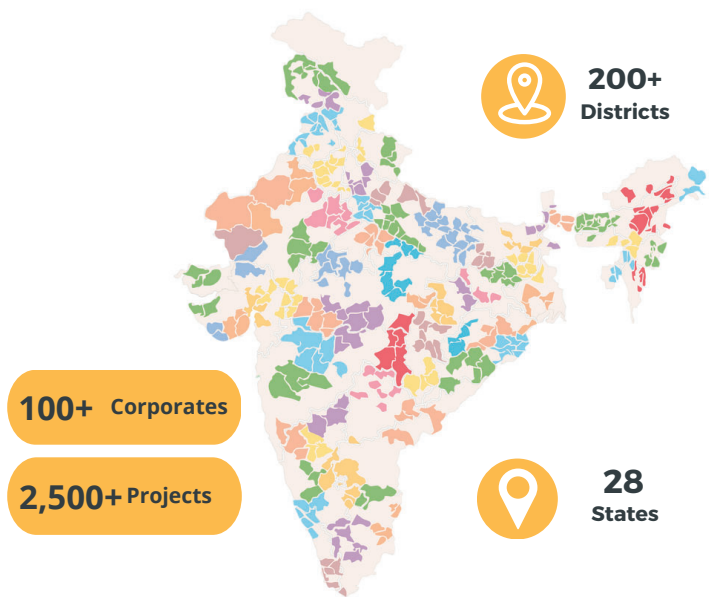 200+
Districts
100+ Corporates
2,500+ Projects
28
States